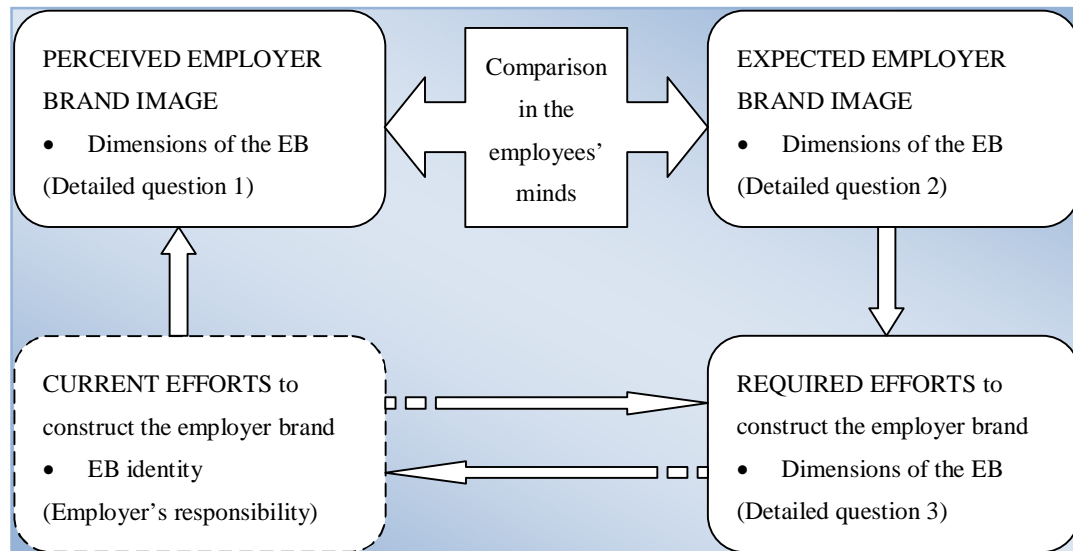 PERCEIVED EMPLOYER
BRAND IMAGE
• Dimensions of the EB
(Detailed question 1)
Comparison
in the
employees’
minds
EXPECTED EMPLOYER
BRAND IMAGE
• Dimensions of the EB
(Detailed question 2)
CURRENT EFFORTS to
construct the employer brand
• EB identity
(Employer’s responsibility)
REQUIRED EFFORTS to
construct the employer brand
• Dimensions of the EB
(Detailed question 3)